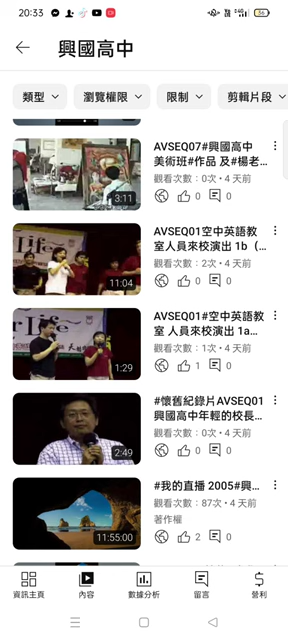 20:33
56
興國高中
類型
瀏覽權限
限制
剪輯片段
AVSEQ07#興國高中
美術班#作品 及#楊老...
觀看次數：0次 • 4 天前
0
0
3:11
AVSEQ01空中英語教
室人員來校演出 1b（...
觀看次數：2次 • 4 天前
0
0
11:04
AVSEQ01#空中英語教
室 人員來校演出 1a...
觀看次數：1次 • 4 天前
1
0
1:29
#懷舊紀錄片AVSEQ01
興國高中年輕的校長...
觀看次數：0次 • 4 天前
0
0
2:49
#我的直播 2005#興...
觀看次數：87次 • 4 天前
著作權
2
0
11:55:00
資訊主頁
內容
數據分析
留言
營利